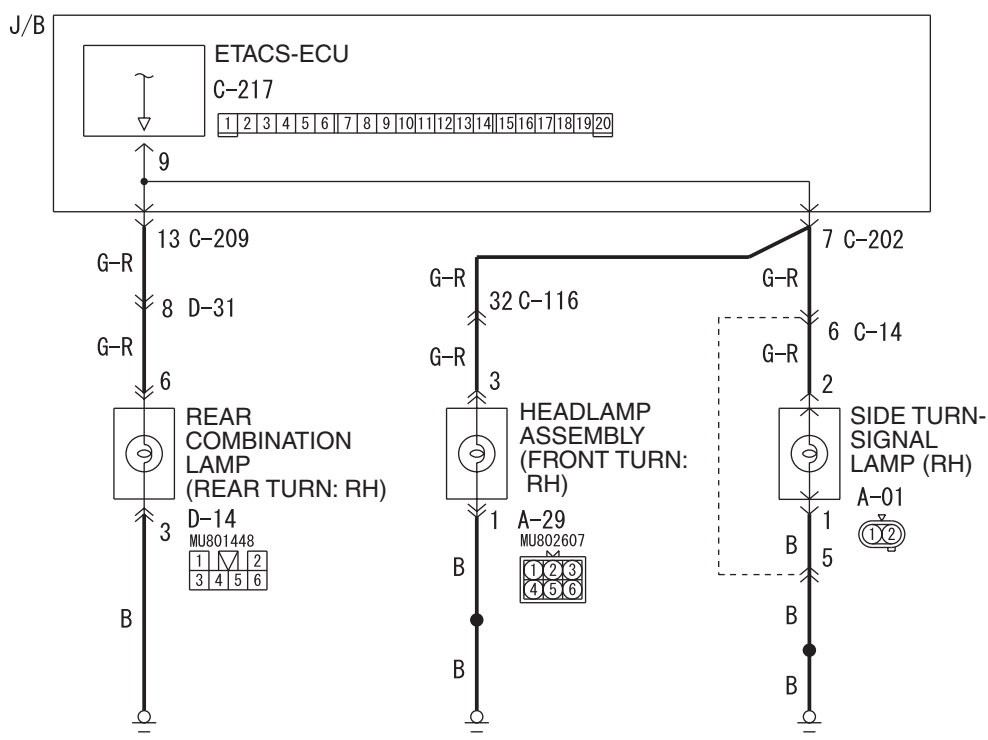 J/B
ETACS-ECU
C-217
1 2 3 4 5 6 7 8 9 10 11 12 13 14 15 16 17 18 19 20
9
13 C-209
7 C-202
G-R
G-R
G-R
32 C-116
8 D-31
6 C-14
G-R
G-R
G-R
6
3
2
REAR
COMBINATION
LAMP
(REAR TURN: RH)
HEADLAMP
ASSEMBLY
(FRONT TURN:
RH)
SIDE TURN-
SIGNAL
LAMP (RH)
A-01
1 2
3
D-14
MU801448
1 2
3 4 5 6
1
A-29
MU802607
1 2 3
4 5 6
1
B
5
B
B
B
B
B